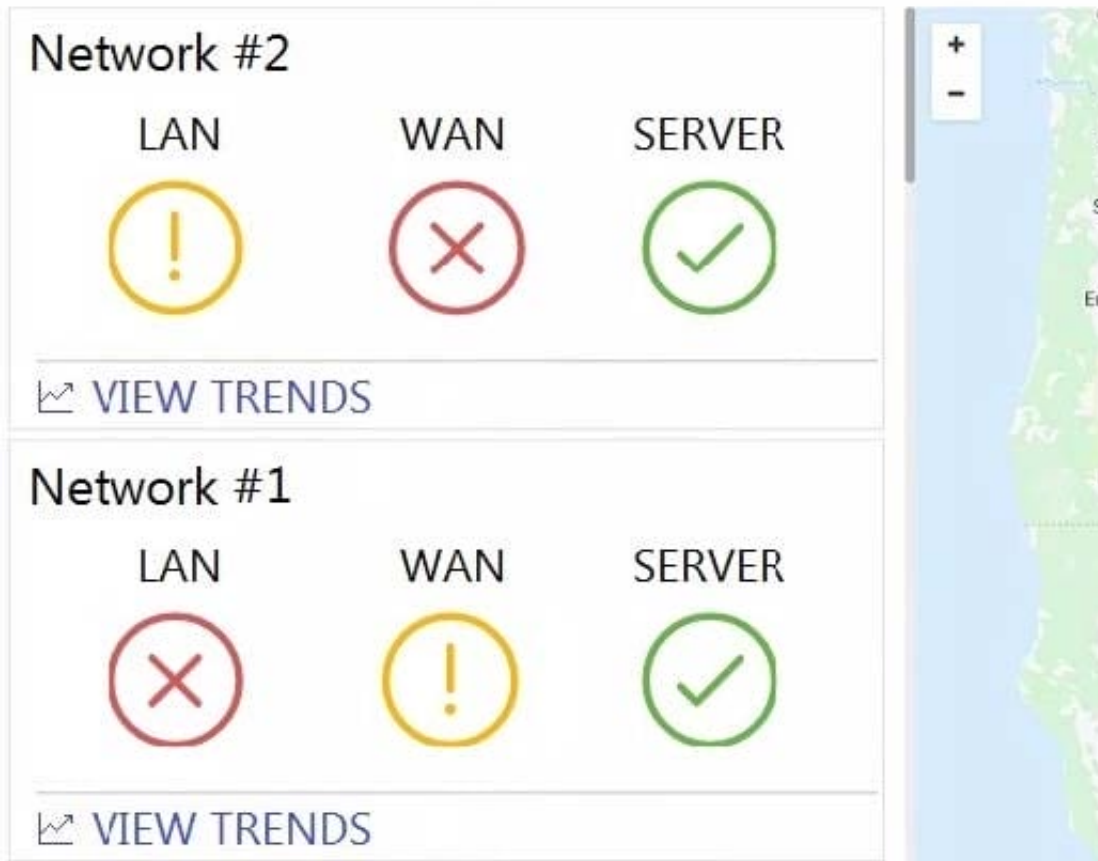 Network #2
LAN WAN SERVER
VIEW TRENDS
Network #1
LAN WAN SERVER
VIEW TRENDS
+
-